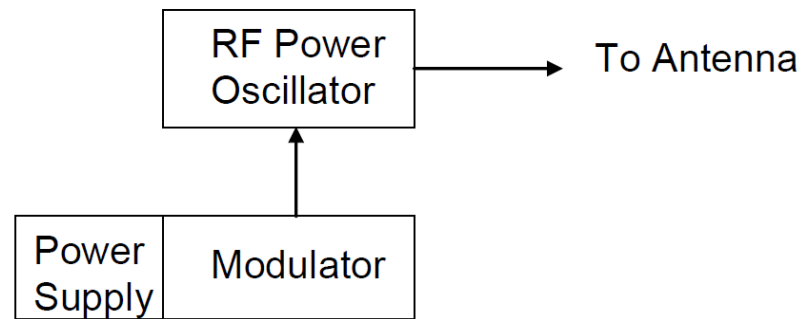 RF Power
Oscillator
To Antenna
Power
Supply
Modulator